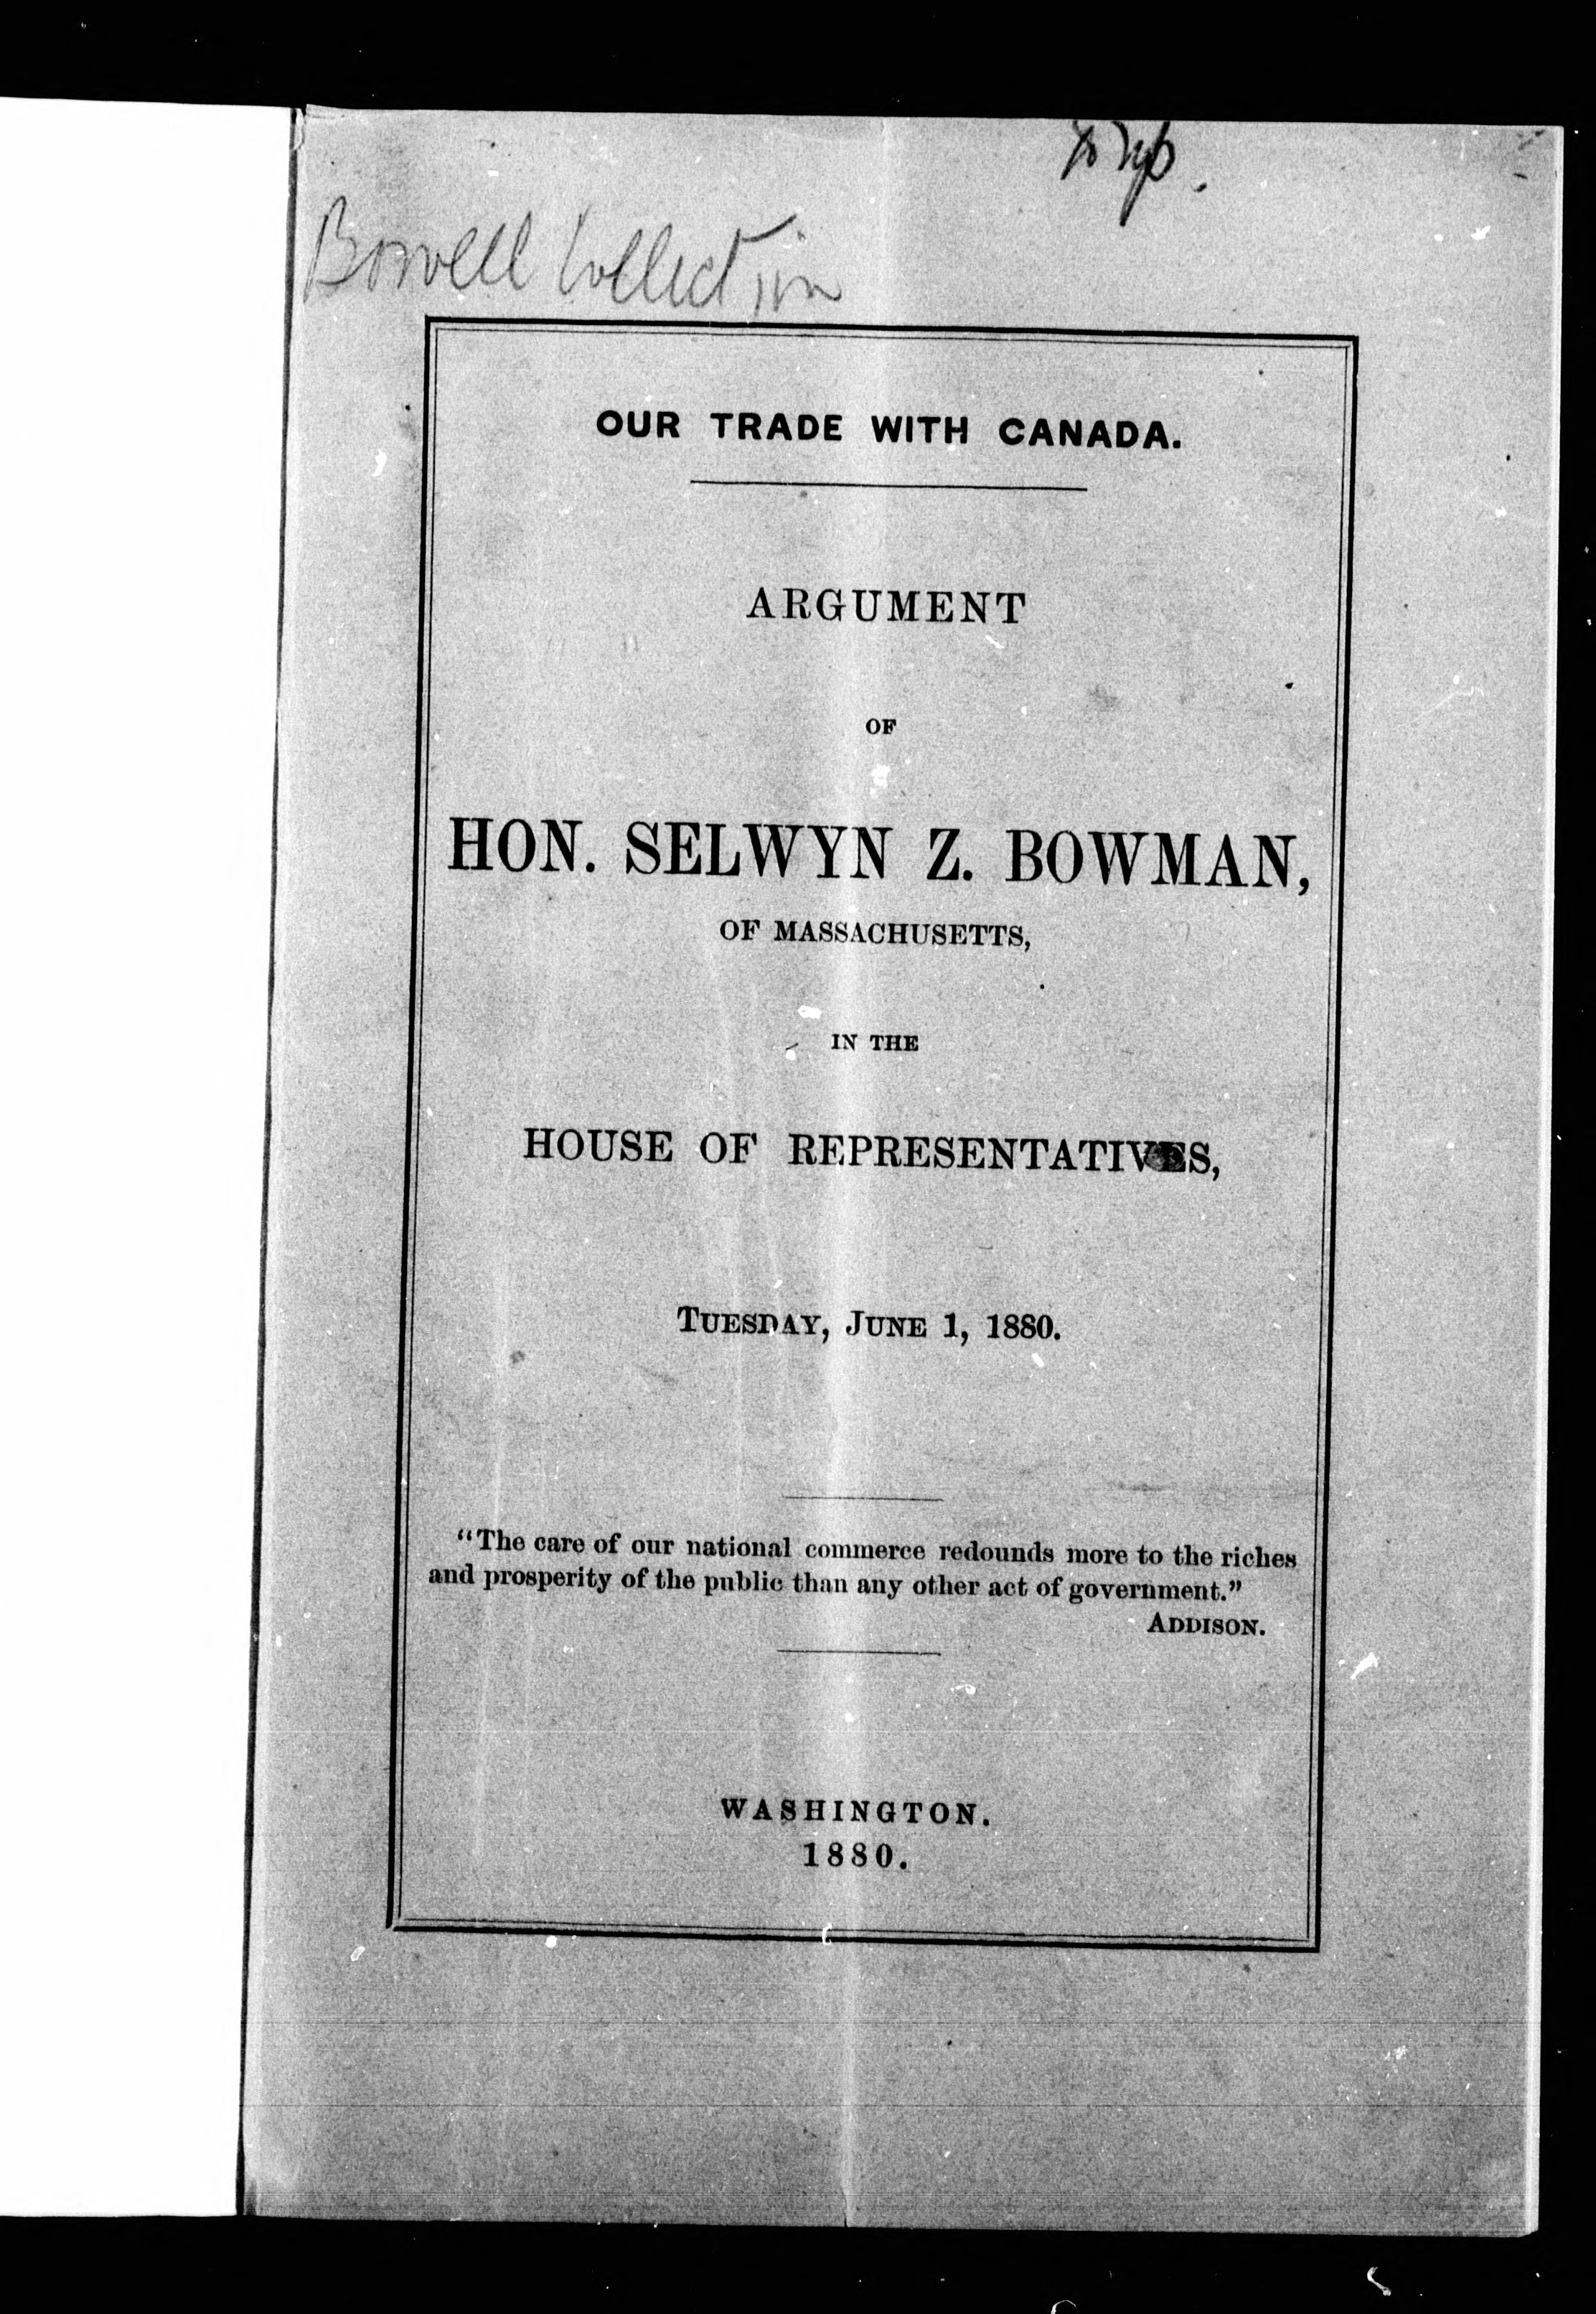 Bowell Collection
OUR TRADE WITH CANADA.
ARGUMENT
OF
HON. SELWYN Z. BOWMAN,
OF MASSACHUSETTS,
IN THE
HOUSE OF REPRESENTATIVES,
TUESDAY, JUNE 1, 1880.
"The care of our national commerce redounds more to the riches
and prosperity of the public than any other act of government."
ADDISON.
WASHINGTON.
1880.